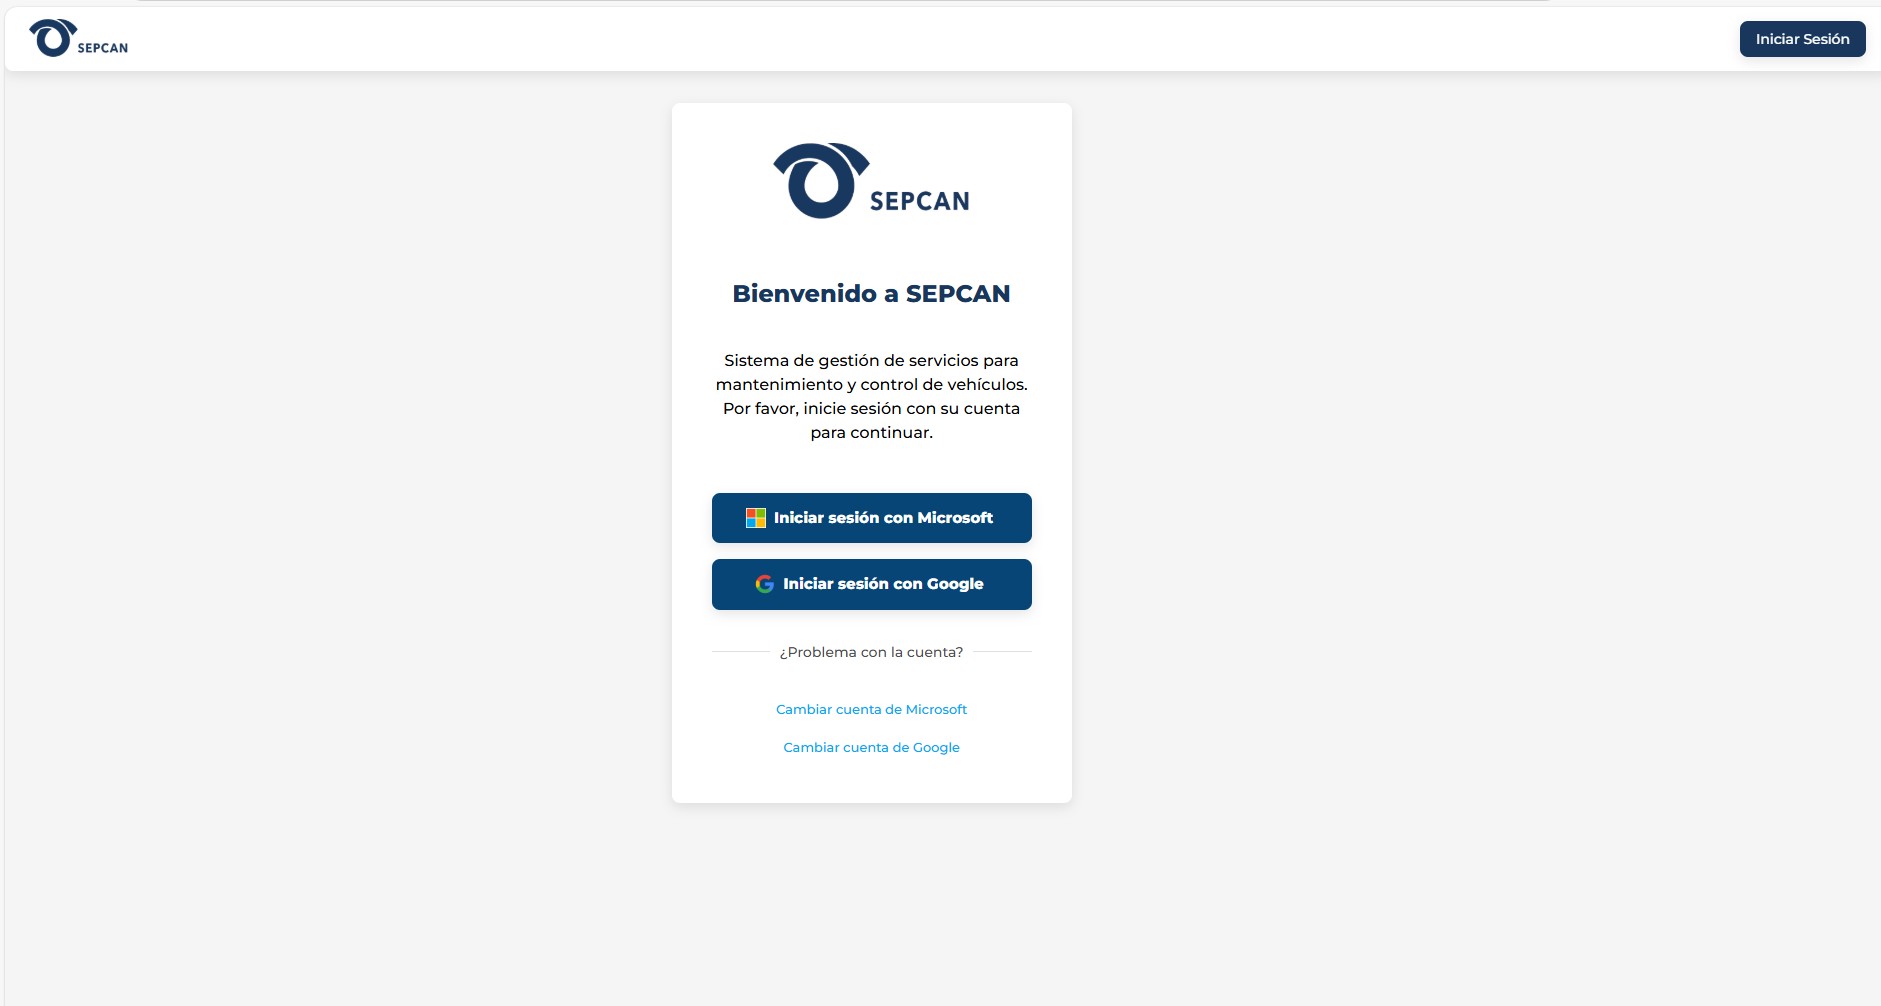 SEPCAN
Iniciar Sesión
SEPCAN
Bienvenido a SEPCAN
Sistema de gestión de servicios para
mantenimiento y control de vehículos.
Por favor, inicie sesión con su cuenta
para continuar.
Iniciar sesión con Microsoft
Iniciar sesión con Google
¿Problema con la cuenta?
Cambiar cuenta de Microsoft
Cambiar cuenta de Google